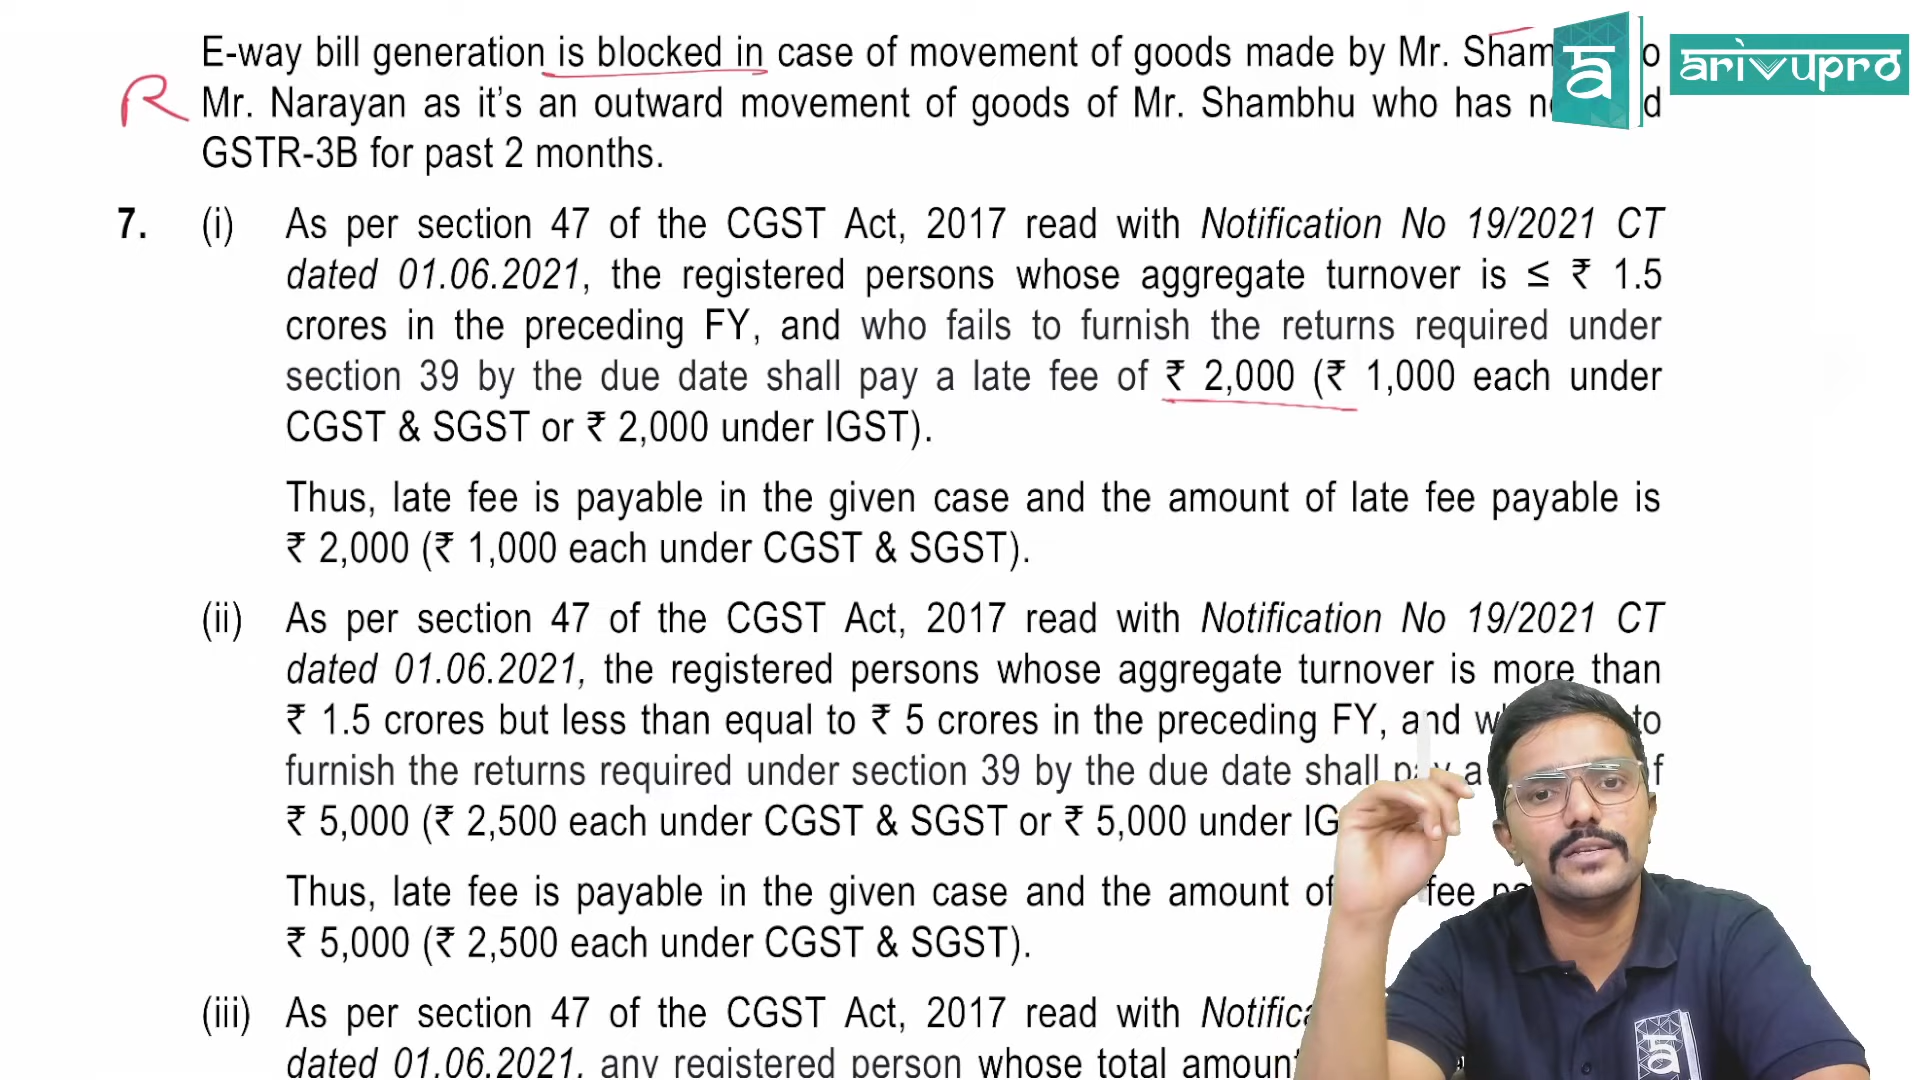 E-way bill generation is blocked in case of movement of goods made by Mr. Sham
ā arivupro
R Mr. Narayan as it’s an outward movement of goods of Mr. Shambhu who has
GSTR-3B for past 2 months.
7. (i) As per section 47 of the CGST Act, 2017 read with Notification No 19/2021 CT
dated 01.06.2021, the registered persons whose aggregate turnover is ≤ ₹ 1.5
crores in the preceding FY, and who fails to furnish the returns required under
section 39 by the due date shall pay a late fee of ₹ 2,000 (₹ 1,000 each under
CGST & SGST or ₹ 2,000 under IGST).
Thus, late fee is payable in the given case and the amount of late fee payable is
₹ 2,000 (₹ 1,000 each under CGST & SGST).
(ii) As per section 47 of the CGST Act, 2017 read with Notification No 19/2021 CT
dated 01.06.2021, the registered persons whose aggregate turnover is more than
₹ 1.5 crores but less than equal to ₹ 5 crores in the preceding FY, and to
furnish the returns required under section 39 by the due date shall pay a
₹ 5,000 (₹ 2,500 each under CGST & SGST or ₹ 5,000 under IG
Thus, late fee is payable in the given case and the amount of fee
₹ 5,000 (₹ 2,500 each under CGST & SGST).
(iii) As per section 47 of the CGST Act, 2017 read with Notific
dated 01.06.2021, any registered person whose total amount